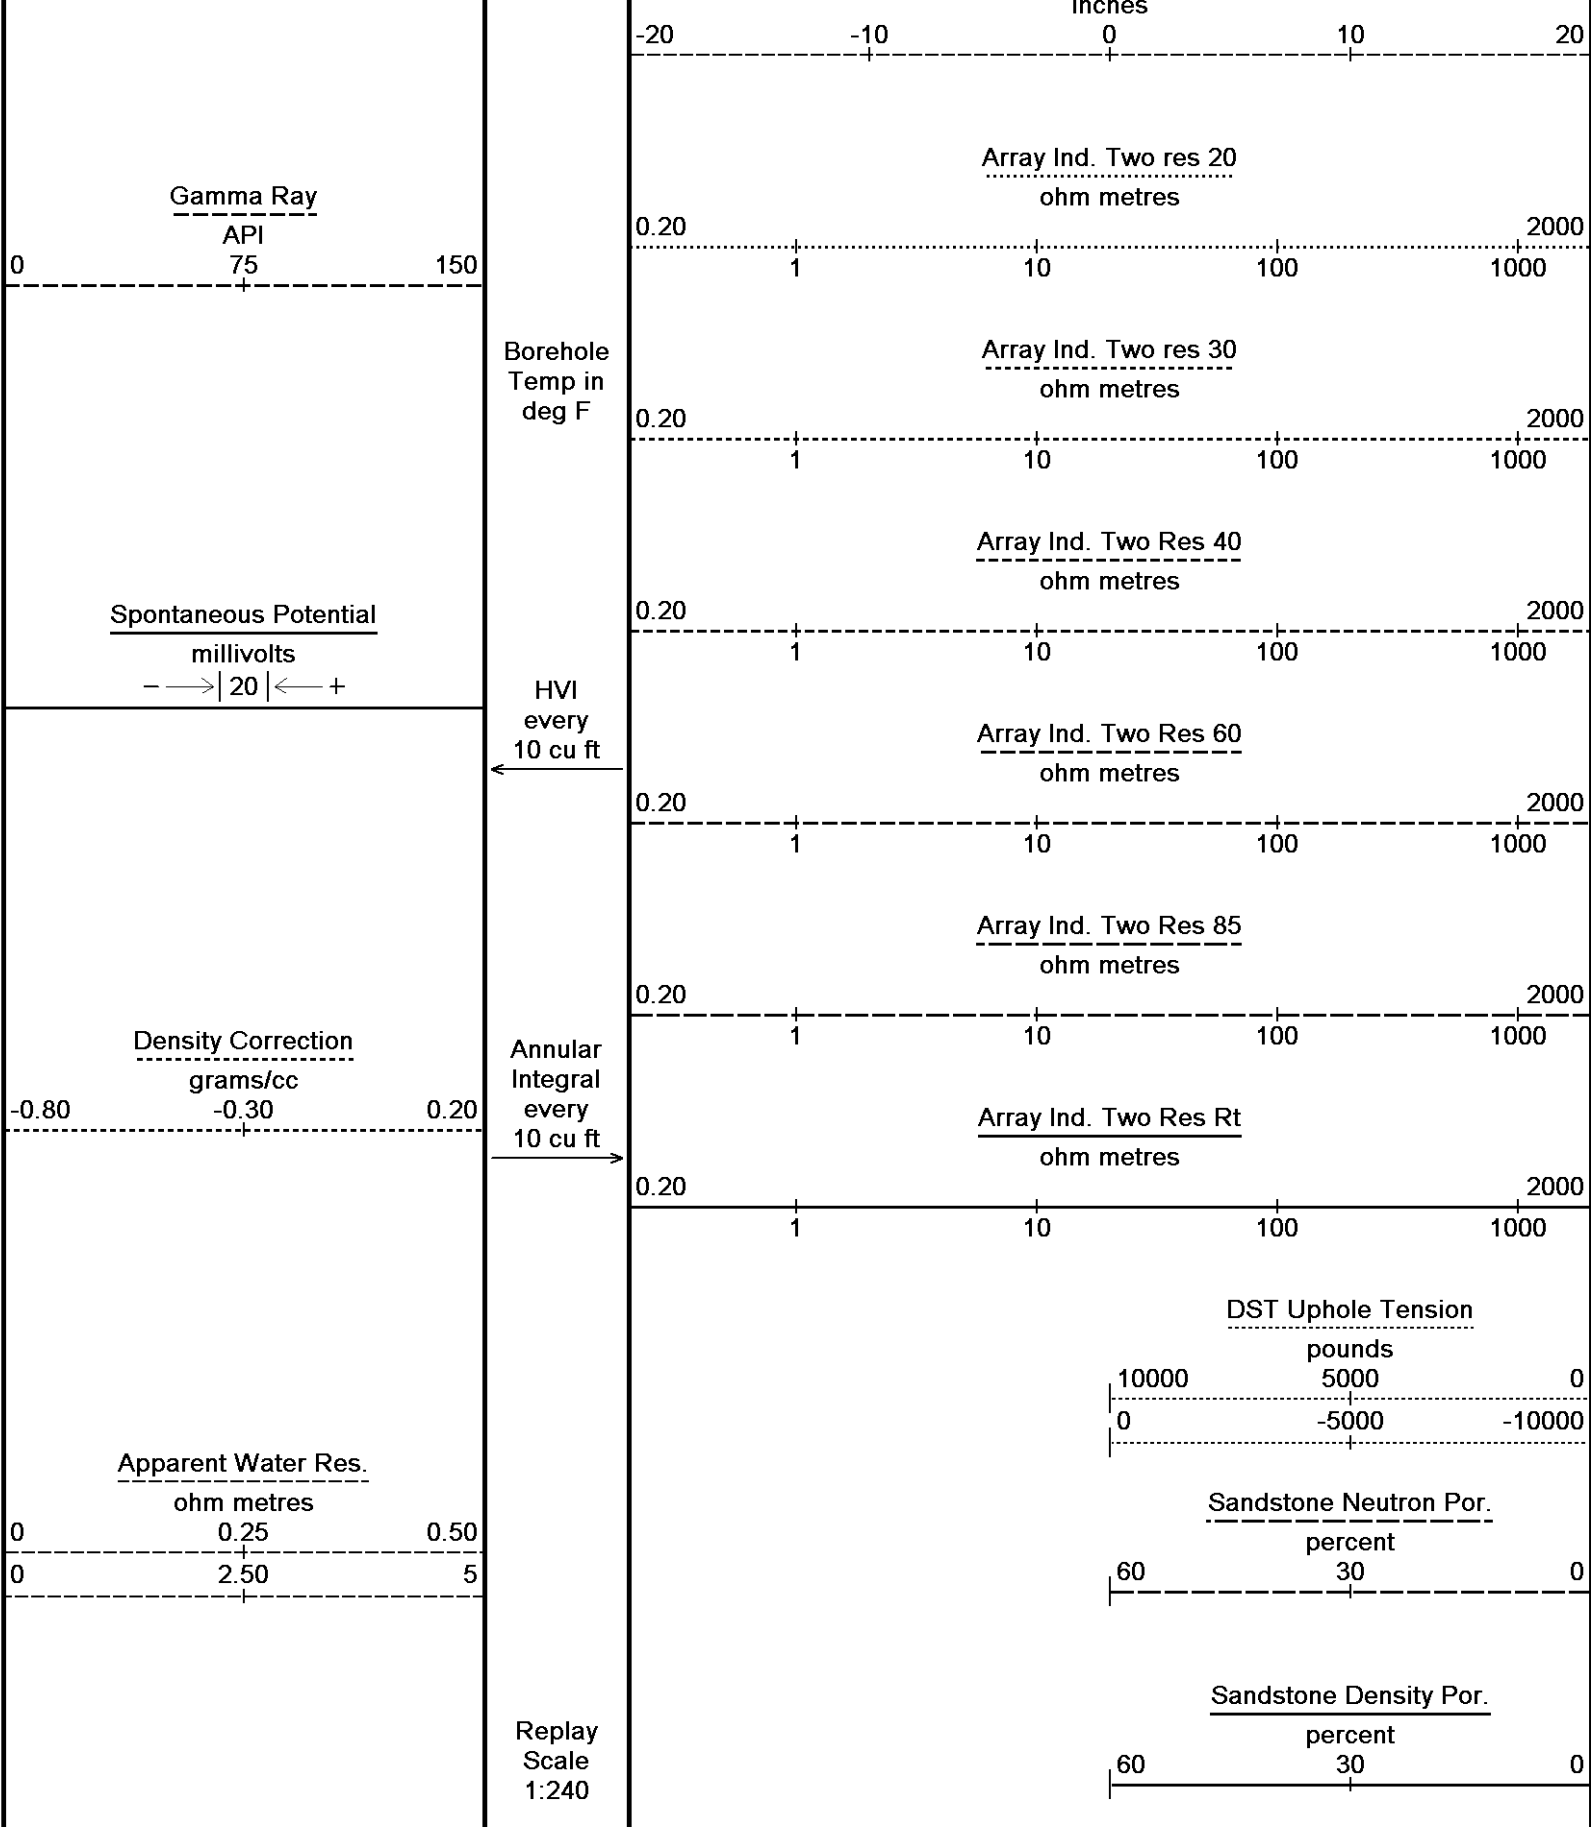 Gamma Ray
API
0 75 150
Spontaneous Potential
millivolts
− 20 +
Density Correction
grams/cc
-0.80 -0.30 0.20
Apparent Water Res.
ohm metres
0 0.25 0.50
0 2.50 5
Borehole
Temp in
deg F
HVI
every
10 cu ft
Annular
Integral
every
10 cu ft
Replay
Scale
1:240
inches
-20 -10 0 10 20
Array Ind. Two res 20
ohm metres
0.20 2000
1 10 100 1000
Array Ind. Two res 30
ohm metres
0.20 2000
1 10 100 1000
Array Ind. Two Res 40
ohm metres
0.20 2000
1 10 100 1000
Array Ind. Two Res 60
ohm metres
0.20 2000
1 10 100 1000
Array Ind. Two Res 85
ohm metres
0.20 2000
1 10 100 1000
Array Ind. Two Res Rt
ohm metres
0.20 2000
1 10 100 1000
DST Uphole Tension
pounds
10000 5000 0
0 -5000 -10000
Sandstone Neutron Por.
percent
60 30 0
Sandstone Density Por.
percent
60 30 0